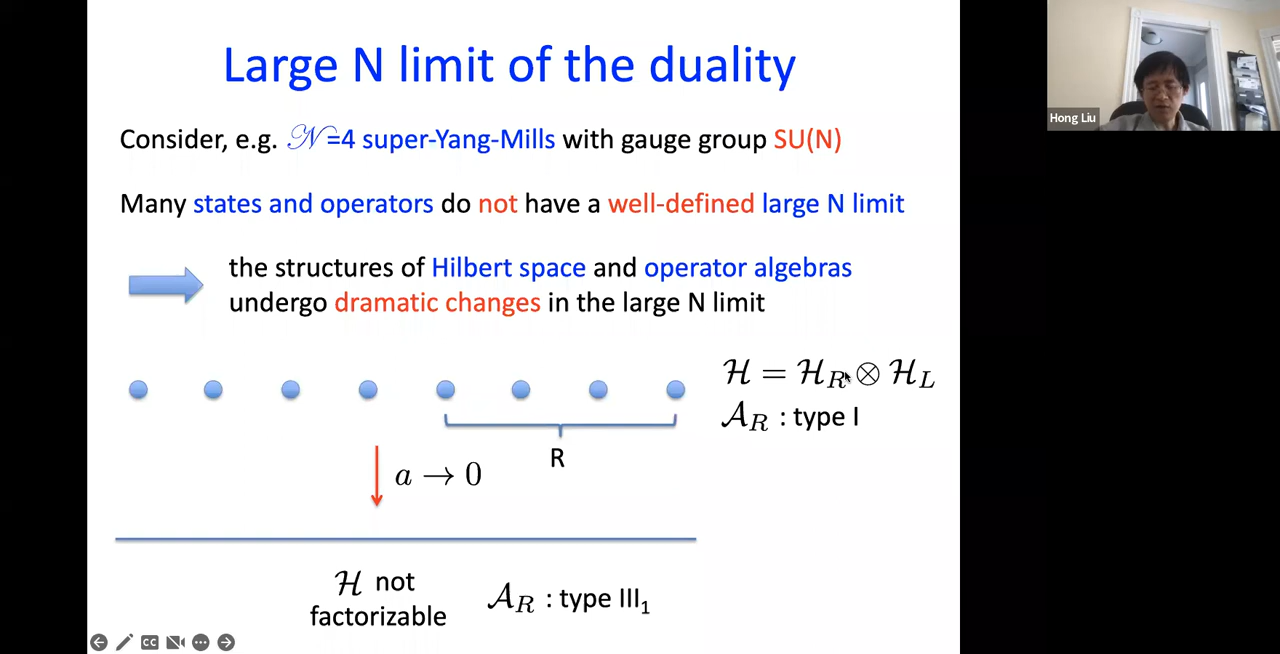 Large N limit of the duality
Hong Liu
Consider, e.g. 𝒩=4 super-Yang-Mills with gauge group SU(N)
Many states and operators do not have a well-defined large N limit
the structures of Hilbert space and operator algebras
undergo dramatic changes in the large N limit
ℋ = ℋ_R ⊗ ℋ_L
𝒜_R : type I
R
a → 0
ℋ not
factorizable
𝒜_R : type III₁
CC